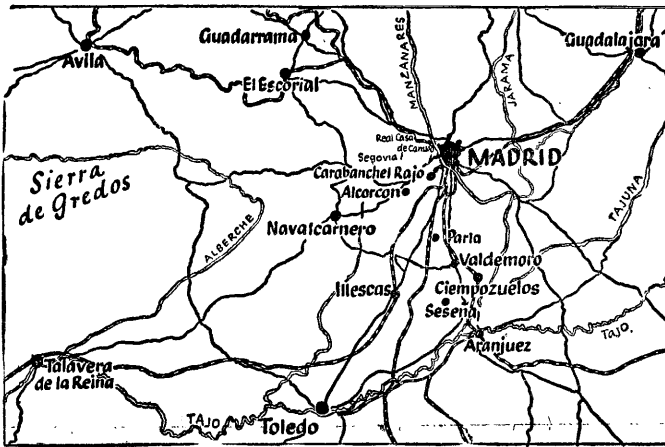 Guadarrama
Guadalajara
Avila
El Escorial
MANZANARES
JARAMA
Real Casa
de Campo
Segovia
MADRID
Carabanchel Rajo
Alcorcon
Sierra
de Gredos
TAJUNA
Navalcarnero
ALBERCHE
Parla
Valdemoro
Illescas
Ciempozuelos
Seseña
TAJO.
Aranjuez
Talavera
de la Reina
TAJO
Toledo